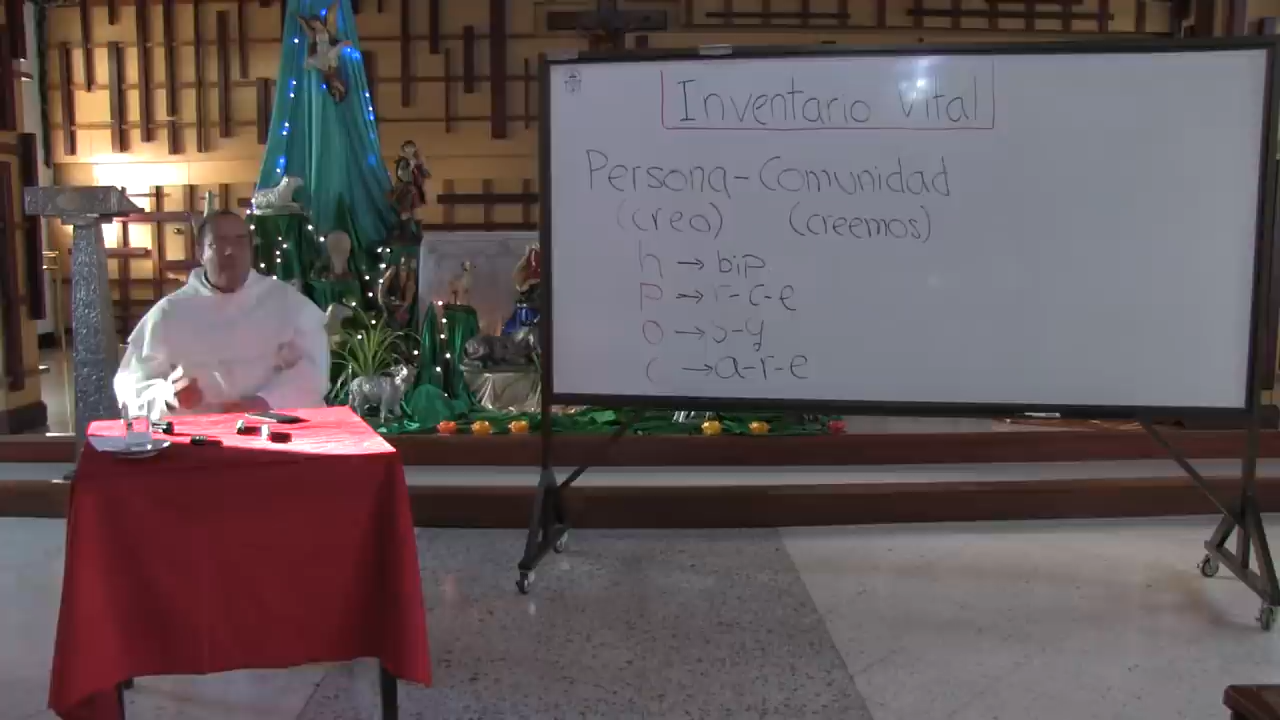 Inventario Vital
Persona-Comunidad
(creo) (creemos)
h → bip
P → r-c-e
O → o-y
C → a-r-e